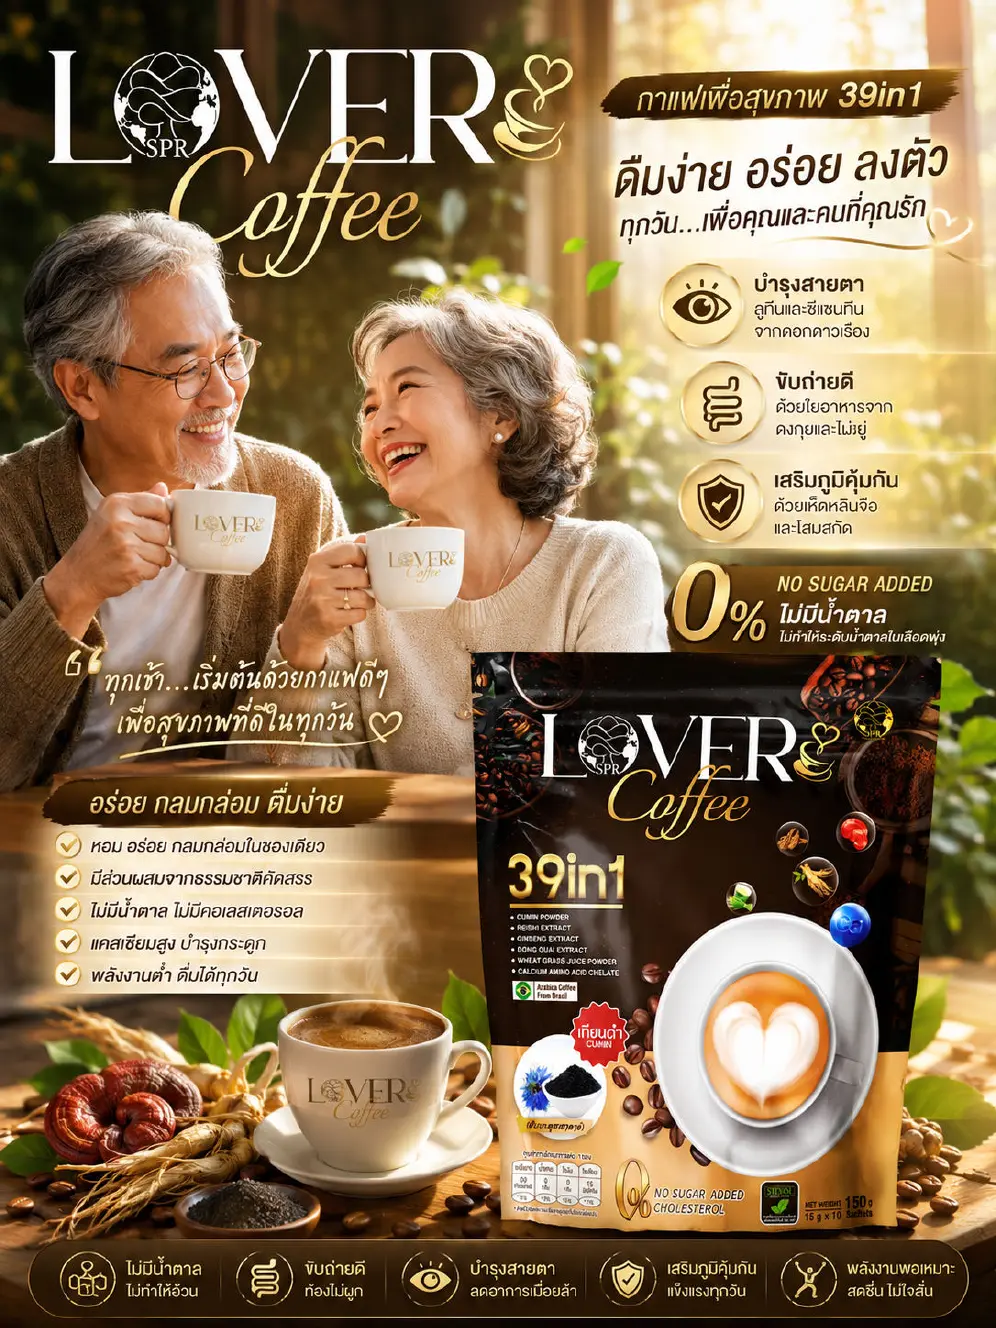 LOVER
SPR
Coffee
กาแฟเพื่อสุขภาพ 39in1
ดื่มง่าย อร่อย ลงตัว
ทุกวัน...เพื่อคุณและคนที่คุณรัก
บำรุงสายตา
ลูทีนและซีแซนทีน
จากดอกดาวเรือง
ขับถ่ายดี
ด้วยใยอาหารจาก
ตงกุยและไม่ยู่
เสริมภูมิคุ้มกัน
ด้วยเห็ดหลินจือ
และโสมสกัด
0% NO SUGAR ADDED
ไม่มีน้ำตาล
ไม่ทำให้ระดับน้ำตาลในเลือดพุ่ง
LOVER
Coffee
LOVER
Coffee
ทุกเช้า...เริ่มต้นด้วยกาแฟดีๆ
เพื่อสุขภาพที่ดีในทุกวัน
อร่อย กลมกล่อม ดื่มง่าย
หอม อร่อย กลมกล่อมในซองเดียว
มีส่วนผสมจากธรรมชาติคัดสรร
ไม่มีน้ำตาล ไม่มีคอเลสเตอรอล
แคลเซียมสูง บำรุงกระดูก
พลังงานต่ำ ดื่มได้ทุกวัน
LOVER
SPR
Coffee
SPR
39in1
CUMIN POWDER
REISHI EXTRACT
GINSENG EXTRACT
DONG QUAI EXTRACT
WHEAT GRASS JUICE POWDER
CALCIUM AMINO ACID CHELATE
Arabica Coffee
From Brazil
เทียนดำ
CUMIN
LOVER
Coffee
0% NO SUGAR ADDED
CHOLESTEROL
NET WEIGHT 150 g
15 g x 10 Sachets
ไม่มีน้ำตาล
ไม่ทำให้อ้วน
ขับถ่ายดี
ท้องไม่ผูก
บำรุงสายตา
ลดอาการเมื่อยล้า
เสริมภูมิคุ้มกัน
แข็งแรงทุกวัน
พลังงานพอเหมาะ
สดชื่น ไม่ใจสั่น